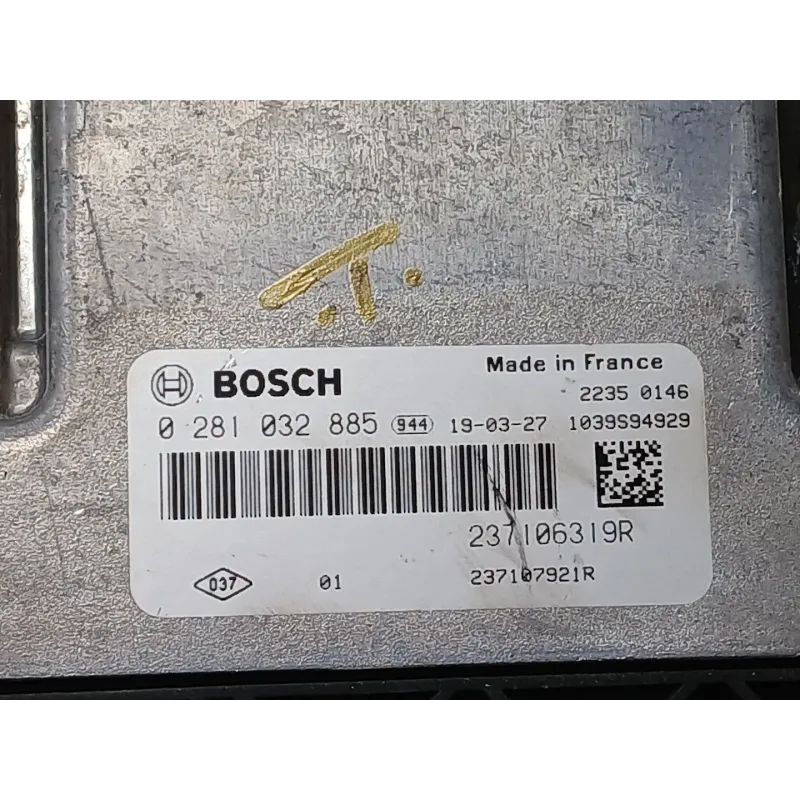 BOSCH
Made in France
2235 0146
0 281 032 885 944 19-03-27 1039S94929
237106319R
037 01 237107921R